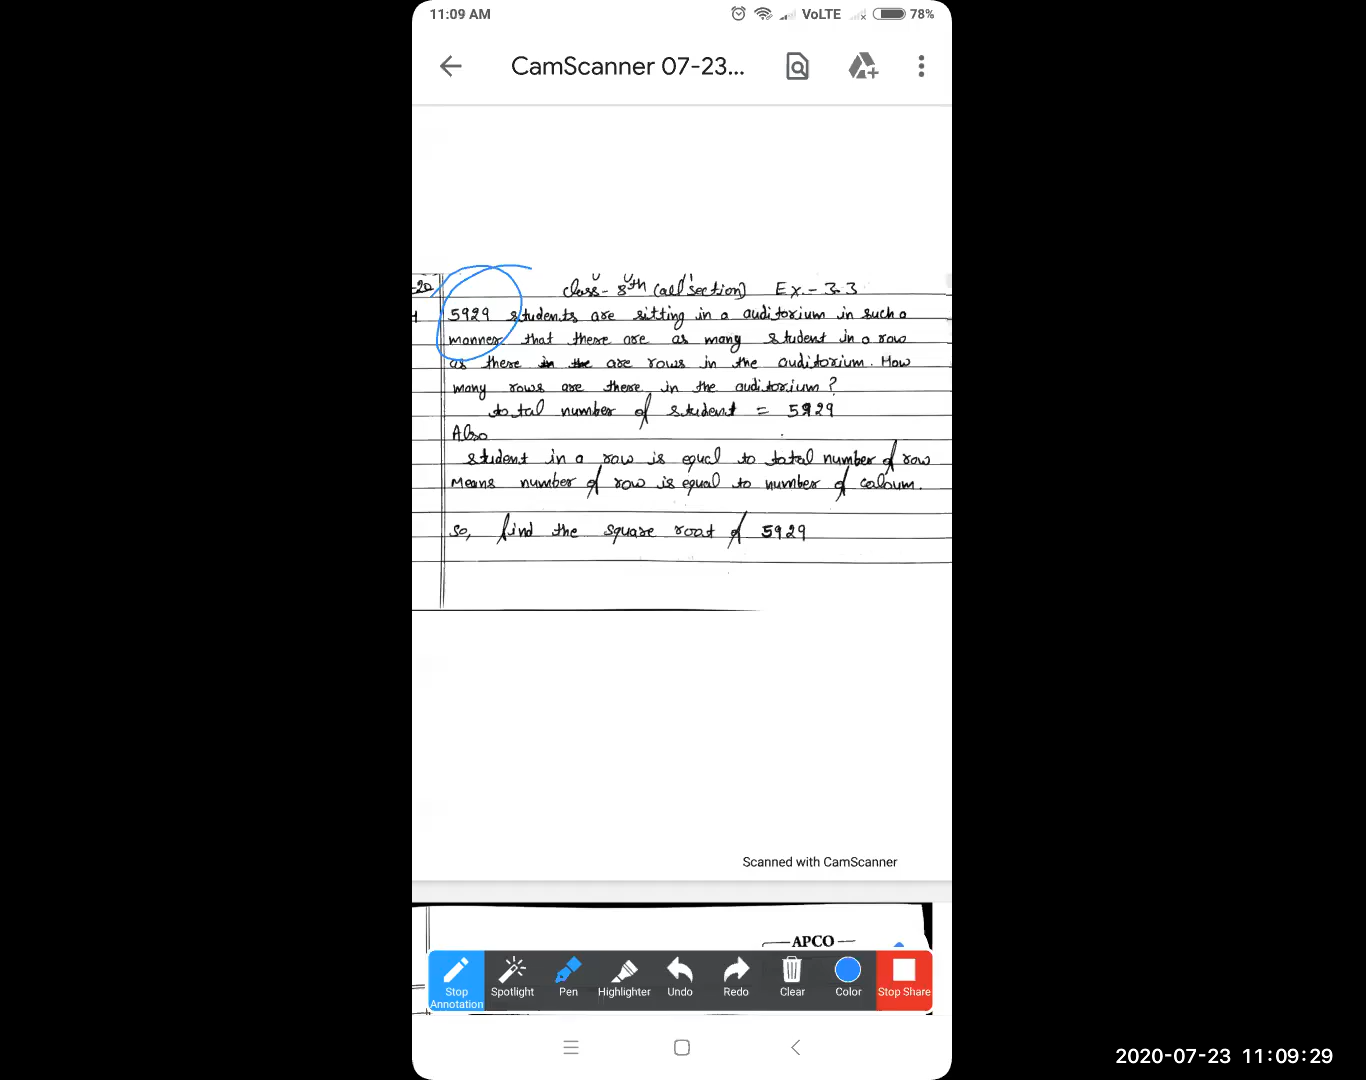 11:09 AM VoLTE 78%
CamScanner 07-23...
-20 Class - 8th (all section) Ex. - 3.3
5929 students are sitting in a auditorium in such a
manner that there are as many student in a row
as there in the are rows in the auditorium. How
many rows are there in the auditorium?
total number of student = 5929
Also
student in a row is equal to total number of row
Means number of row is equal to number of coloum.
So, find the square root of 5929
Scanned with CamScanner
APCO
Stop Annotation Spotlight Pen Highlighter Undo Redo Clear Color Stop Share
2020-07-23 11:09:29